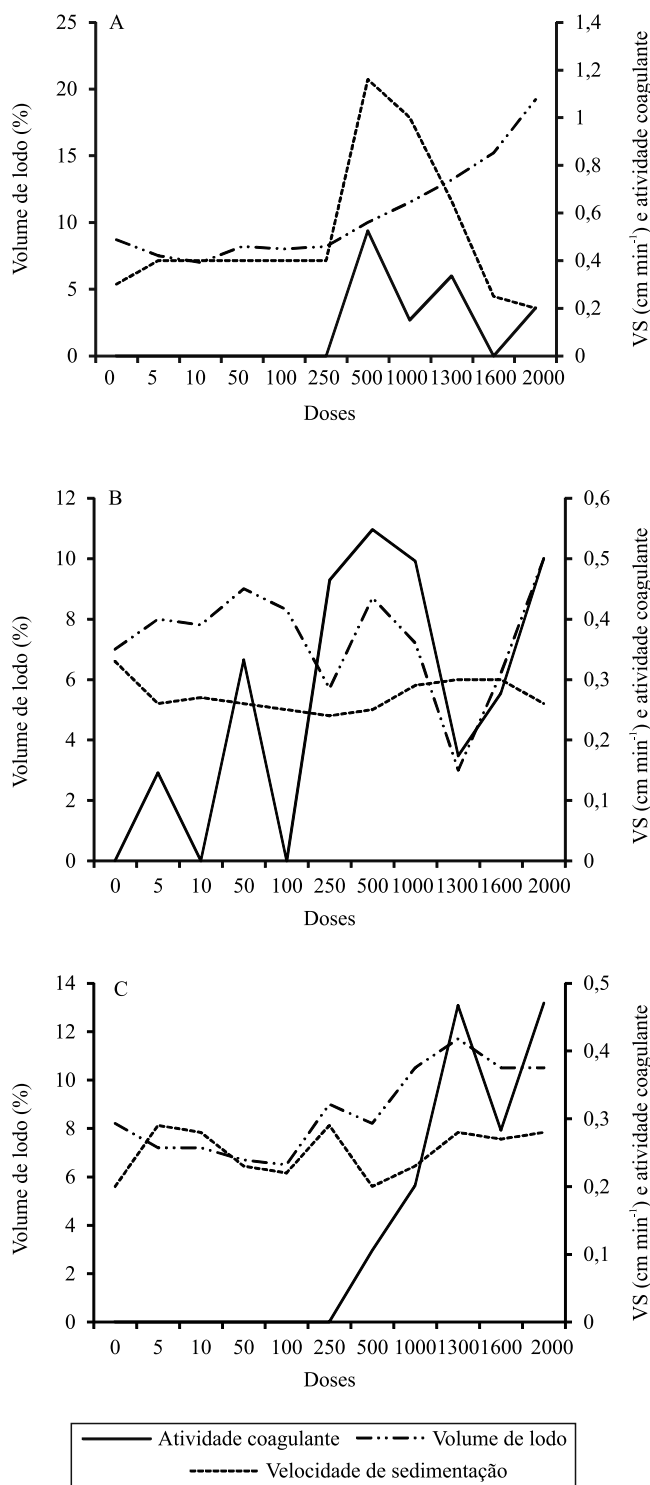 A
Volume de lodo (%)
25
20
15
10
5
0
1,4
1,2
1
0,8
0,6
0,4
0,2
0
VS (cm min⁻¹) e atividade coagulante
0 5 10 50 100 250 500 1000 1300 1600 2000
Doses
B
Volume de lodo (%)
12
10
8
6
4
2
0
0,6
0,5
0,4
0,3
0,2
0,1
0
VS (cm min⁻¹) e atividade coagulante
0 5 10 50 100 250 500 1000 1300 1600 2000
Doses
C
Volume de lodo (%)
14
12
10
8
6
4
2
0
0,5
0,4
0,3
0,2
0,1
0
VS (cm min⁻¹) e atividade coagulante
0 5 10 50 100 250 500 1000 1300 1600 2000
Doses
Atividade coagulante Volume de lodo
Velocidade de sedimentação